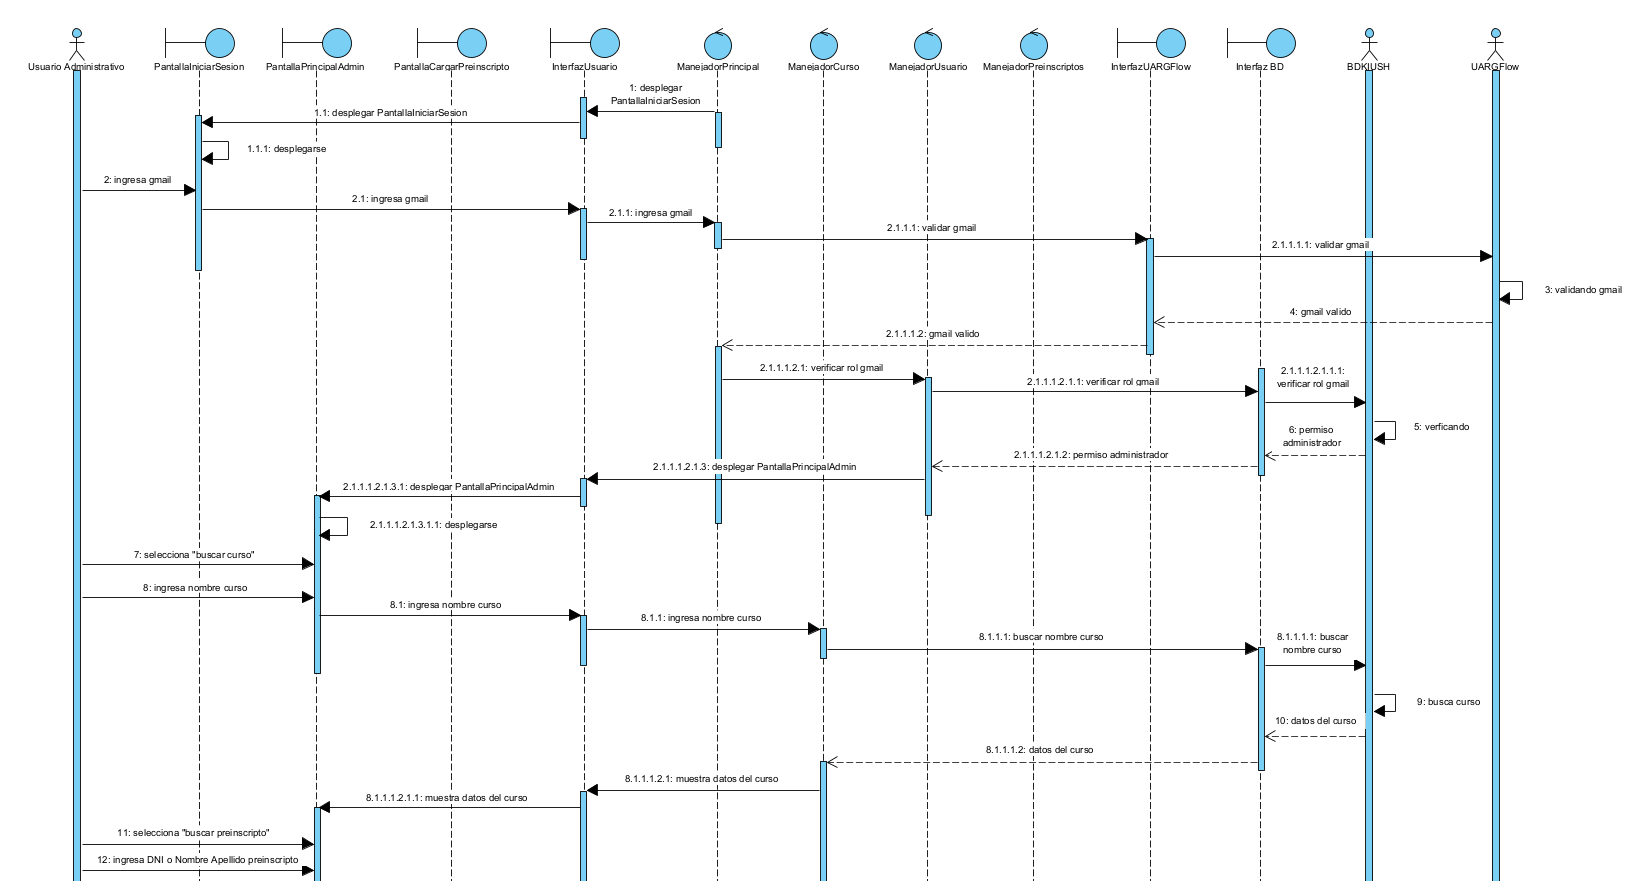 Usuario Administrativo
PantallaIniciarSesion
PantallaPrincipalAdmin
PantallaCargarPreinscripto
InterfazUsuario
ManejadorPrincipal
ManejadorCurso
ManejadorUsuario
ManejadorPreinscriptos
InterfazUARGFlow
Interfaz BD
BDKIUSH
UARGFlow
1: desplegar
PantallaIniciarSesion
1.1: desplegar PantallaIniciarSesion
1.1.1: desplegarse
2: ingresa gmail
2.1: ingresa gmail
2.1.1: ingresa gmail
2.1.1.1: validar gmail
2.1.1.1.1: validar gmail
3: validando gmail
4: gmail valido
2.1.1.1.2: gmail valido
2.1.1.1.2.1: verificar rol gmail
2.1.1.1.2.1.1: verificar rol gmail
2.1.1.1.2.1.1.1:
verificar rol gmail
5: verficando
6: permiso
administrador
2.1.1.1.2.1.2: permiso administrador
2.1.1.1.2.1.3: desplegar PantallaPrincipalAdmin
2.1.1.1.2.1.3.1: desplegar PantallaPrincipalAdmin
2.1.1.1.2.1.3.1.1: desplegarse
7: selecciona "buscar curso"
8: ingresa nombre curso
8.1: ingresa nombre curso
8.1.1: ingresa nombre curso
8.1.1.1: buscar nombre curso
8.1.1.1.1: buscar
nombre curso
9: busca curso
10: datos del curso
8.1.1.1.2: datos del curso
8.1.1.1.2.1: muestra datos del curso
8.1.1.1.2.1.1: muestra datos del curso
11: selecciona "buscar preinscripto"
12: ingresa DNI o Nombre Apellido preinscripto